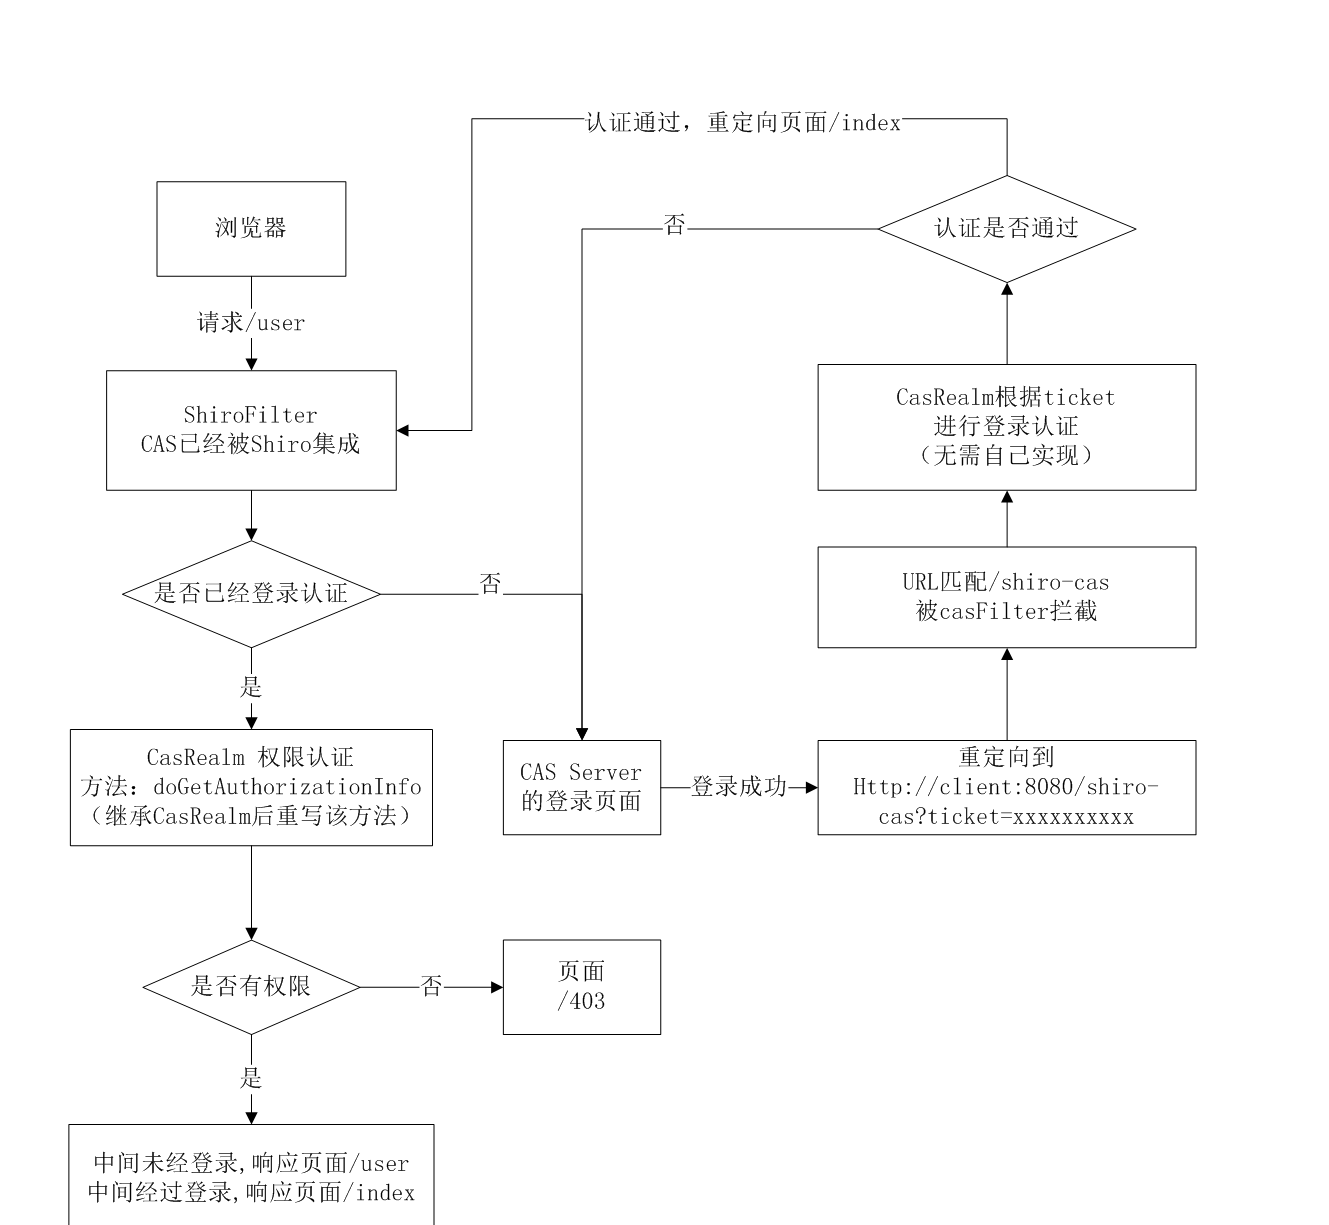 认证通过，重定向页面/index
浏览器
否
认证是否通过
请求/user
ShiroFilter
CAS已经被Shiro集成
CasRealm根据ticket
进行登录认证
（无需自己实现）
是否已经登录认证
否
URL匹配/shiro-cas
被casFilter拦截
是
CasRealm 权限认证
方法：doGetAuthorizationInfo
（继承CasRealm后重写该方法）
CAS Server
的登录页面
登录成功
重定向到
Http://client:8080/shiro-
cas?ticket=xxxxxxxxxx
是否有权限
否
页面
/403
是
中间未经登录,响应页面/user
中间经过登录,响应页面/index